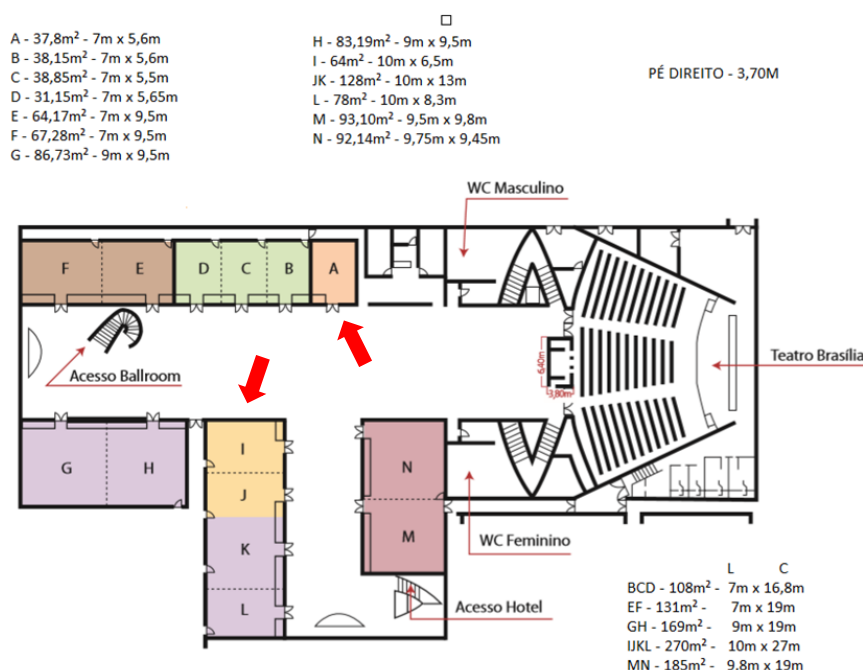 A - 37,8m² - 7m x 5,6m
B - 38,15m² - 7m x 5,6m
C - 38,85m² - 7m x 5,5m
D - 31,15m² - 7m x 5,65m
E - 64,17m² - 7m x 9,5m
F - 67,28m² - 7m x 9,5m
G - 86,73m² - 9m x 9,5m
H - 83,19m² - 9m x 9,5m
I - 64m² - 10m x 6,5m
JK - 128m² - 10m x 13m
L - 78m² - 10m x 8,3m
M - 93,10m² - 9,5m x 9,8m
N - 92,14m² - 9,75m x 9,45m
PÉ DIREITO - 3,70M
WC Masculino
F
E
D
C
B
A
Acesso Ballroom
6,40m
3,80m
Teatro Brasília
G
H
I
J
K
L
N
M
WC Feminino
Acesso Hotel
L C
BCD - 108m² - 7m x 16,8m
EF - 131m² - 7m x 19m
GH - 169m² - 9m x 19m
IJKL - 270m² - 10m x 27m
MN - 185m² - 9.8m x 19m